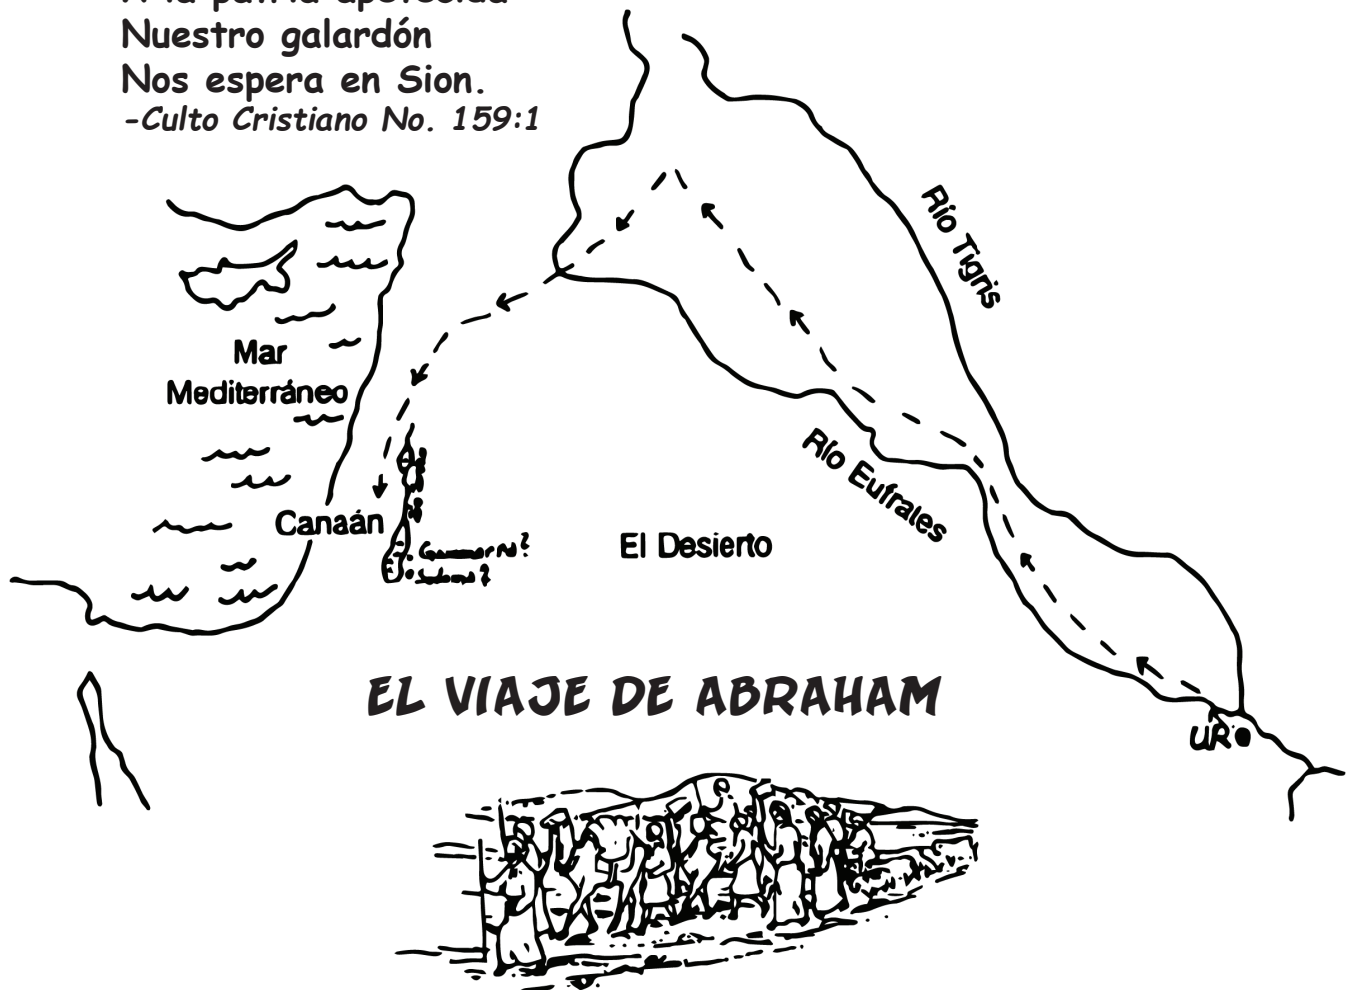 Nuestro galardón
Nos espera en Sion.
-Culto Cristiano No. 159:1
Río Tigris
Mar
Mediterráneo
Río Eufrales
Canaán
El Desierto
EL VIAJE DE ABRAHAM
UR